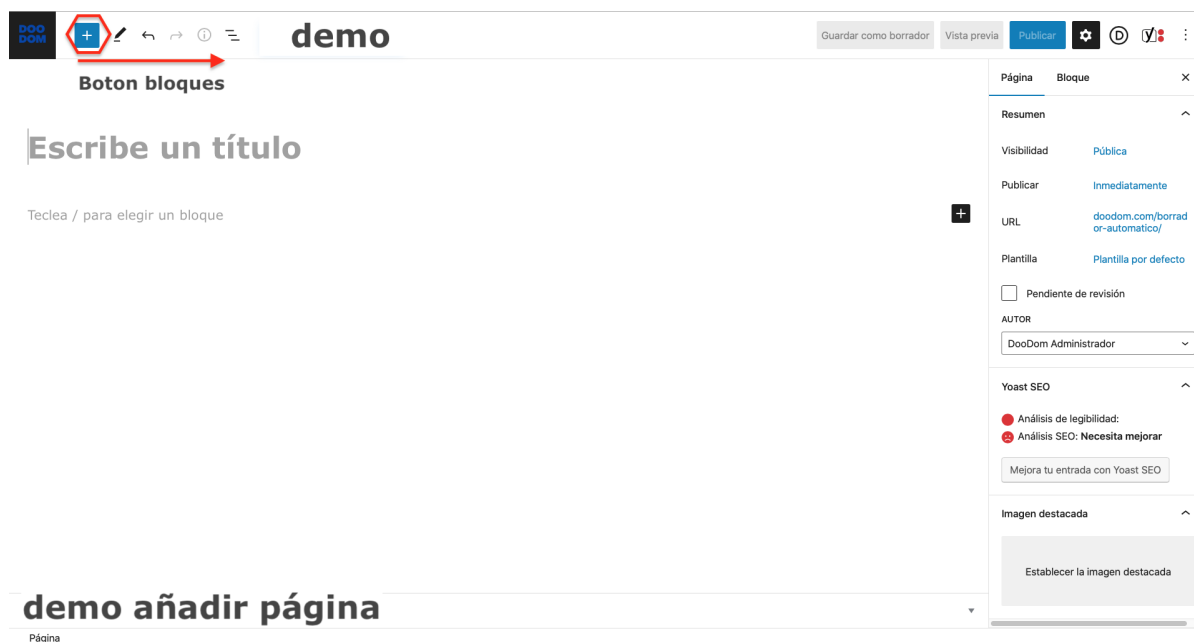 DOO
DOM
demo
Guardar como borrador
Vista previa
Publicar
Boton bloques
Escribe un título
Teclea / para elegir un bloque
Página
Bloque
Resumen
Visibilidad
Pública
Publicar
Inmediatamente
URL
doodom.com/borrad
or-automatico/
Plantilla
Plantilla por defecto
Pendiente de revisión
AUTOR
DooDom Administrador
Yoast SEO
Análisis de legibilidad:
Análisis SEO: Necesita mejorar
Mejora tu entrada con Yoast SEO
Imagen destacada
Establecer la imagen destacada
demo añadir página
Página